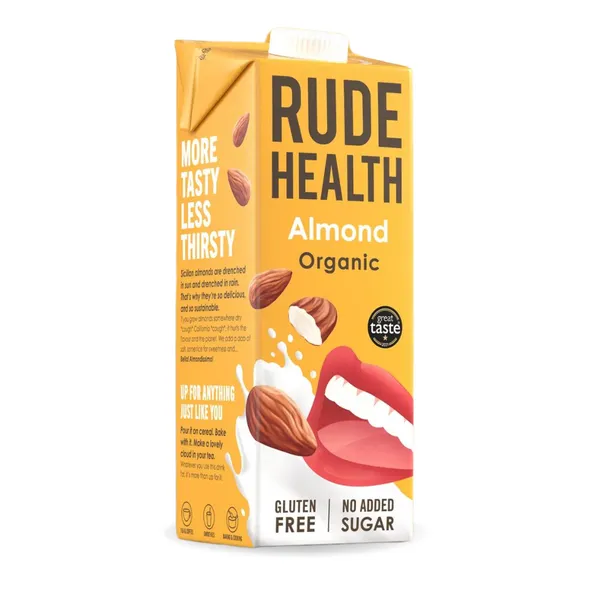 RUDE
HEALTH
Almond
Organic
great
taste
GLUTEN
FREE
NO ADDED
SUGAR
MORE
TASTY
LESS
THIRSTY
Sicilian almonds are drenched
in sun and drenched in rain.
That's why they're so delicious,
and so sustainable.
UP FOR ANYTHING
JUST LIKE YOU
Pour it on cereal. Bake
with it. Make a lovely
cloud in your tea.